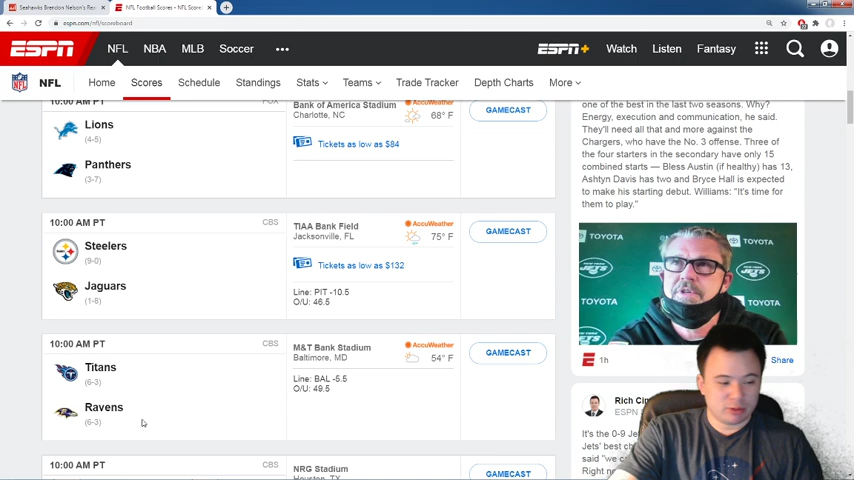 Seahawks Brandon Nelson's Rea
NFL Football Scores - NFL Score
espn.com/nfl/scoreboard
ESPN
NFL
NBA
MLB
Soccer
ESPN+
Watch
Listen
Fantasy
NFL
Home
Scores
Schedule
Standings
Stats
Teams
Trade Tracker
Depth Charts
More
10:00 AM PT
FOX
Lions
(4-5)
Panthers
(3-7)
Bank of America Stadium
Charlotte, NC
AccuWeather
68° F
Tickets as low as $84
GAMECAST
10:00 AM PT
CBS
Steelers
(9-0)
Jaguars
(1-8)
TIAA Bank Field
Jacksonville, FL
AccuWeather
75° F
Tickets as low as $132
Line: PIT -10.5
O/U: 46.5
GAMECAST
10:00 AM PT
CBS
Titans
(6-3)
Ravens
(6-3)
M&T Bank Stadium
Baltimore, MD
AccuWeather
54° F
Line: BAL -5.5
O/U: 49.5
GAMECAST
10:00 AM PT
CBS
NRG Stadium
Houston, TX
AccuWeather
GAMECAST
one of the best in the last two seasons. Why?
Energy, execution and communication, he said.
They'll need all that and more against the
Chargers, who have the No. 3 offense. Three of
the four starters in the secondary have only 15
combined starts — Bless Austin (if healthy) has 13,
Ashtyn Davis has two and Bryce Hall is expected
to make his starting debut. Williams: "It's time for
them to play."
TOYOTA
TOYOTA
JETS
1h
Share
Rich Cim
ESPN
It's the 0-9 Je
Jets' best ch
said "we c
Right no